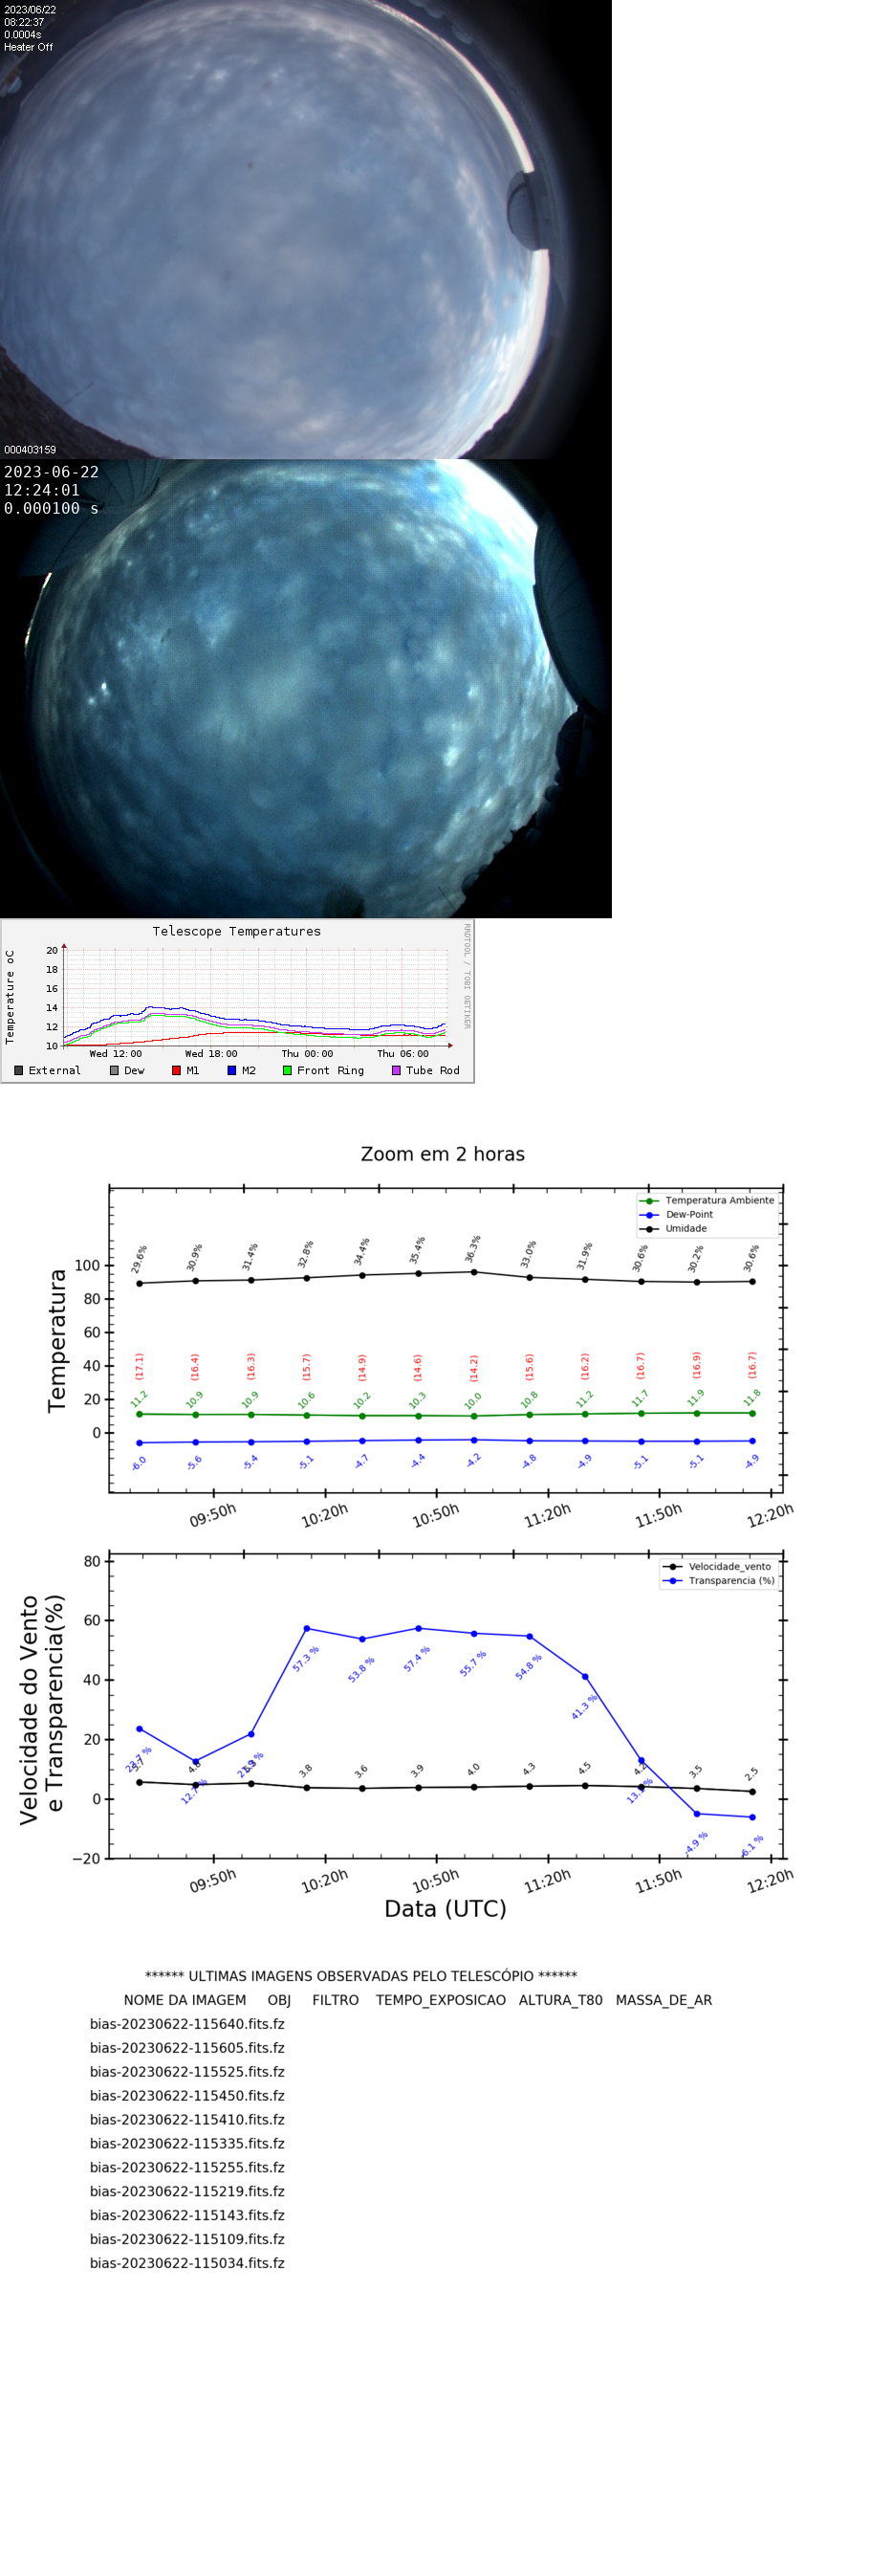 2023/06/22
08:22:37
0.0004s
Heater Off
000403159
2023-06-22
12:24:01
0.000100 s
Telescope Temperatures
RRDTOOL / TOBI OETIKER
Temperature oC
20
18
16
14
12
10
Wed 12:00 Wed 18:00 Thu 00:00 Thu 06:00
External Dew M1 M2 Front Ring Tube Rod
Zoom em 2 horas
Temperatura Ambiente
Dew-Point
Umidade
Temperatura
100
80
60
40
20
0
29.6% 30.9% 31.4% 32.8% 34.4% 35.4% 36.3% 33.0% 31.9% 30.6% 30.2% 30.6%
(17.1) (16.4) (16.3) (15.7) (14.9) (14.6) (14.2) (15.6) (16.2) (16.7) (16.9) (16.7)
11.2 10.9 10.9 10.6 10.2 10.3 10.0 10.8 11.2 11.7 11.9 11.8
-6.0 -5.6 -5.4 -5.1 -4.7 -4.4 -4.2 -4.8 -4.9 -5.1 -5.1 -4.9
09:50h 10:20h 10:50h 11:20h 11:50h 12:20h
Velocidade_vento
Transparencia (%)
Velocidade do Vento
e Transparencia(%)
80
60
40
20
0
−20
57.3 % 53.8 % 57.4 % 55.7 % 54.8 % 41.3 % -4.9 % -6.1 %
3.8 3.6 3.9 4.0 4.3 4.5 3.5 2.5
09:50h 10:20h 10:50h 11:20h 11:50h 12:20h
Data (UTC)
****** ULTIMAS IMAGENS OBSERVADAS PELO TELESCÓPIO ******
NOME DA IMAGEM OBJ FILTRO TEMPO_EXPOSICAO ALTURA_T80 MASSA_DE_AR
bias-20230622-115640.fits.fz
bias-20230622-115605.fits.fz
bias-20230622-115525.fits.fz
bias-20230622-115450.fits.fz
bias-20230622-115410.fits.fz
bias-20230622-115335.fits.fz
bias-20230622-115255.fits.fz
bias-20230622-115219.fits.fz
bias-20230622-115143.fits.fz
bias-20230622-115109.fits.fz
bias-20230622-115034.fits.fz